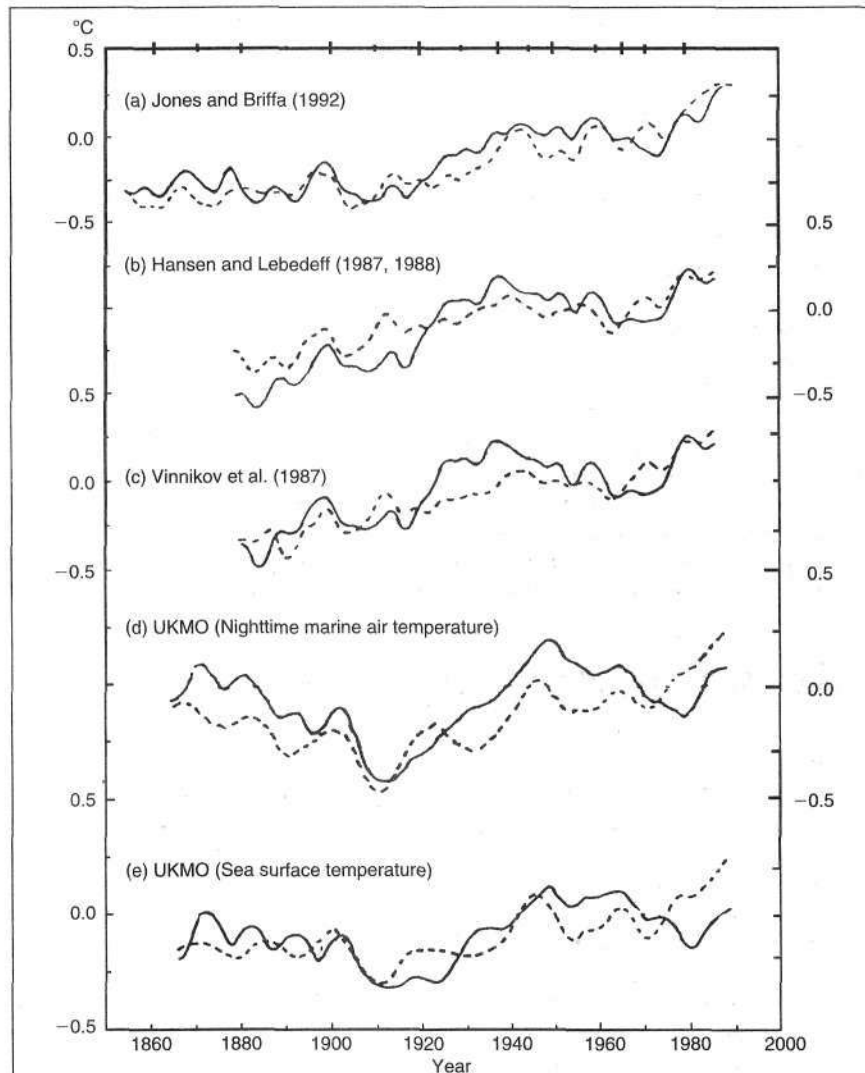 °C
0.5
(a) Jones and Briffa (1992)
0.0
−0.5
0.5
(b) Hansen and Lebedeff (1987, 1988)
0.0
0.5
−0.5
(c) Vinnikov et al. (1987)
0.0
−0.5
0.5
(d) UKMO (Nighttime marine air temperature)
0.0
0.5
−0.5
(e) UKMO (Sea surface temperature)
0.0
−0.5
1860 1880 1900 1920 1940 1960 1980 2000
Year